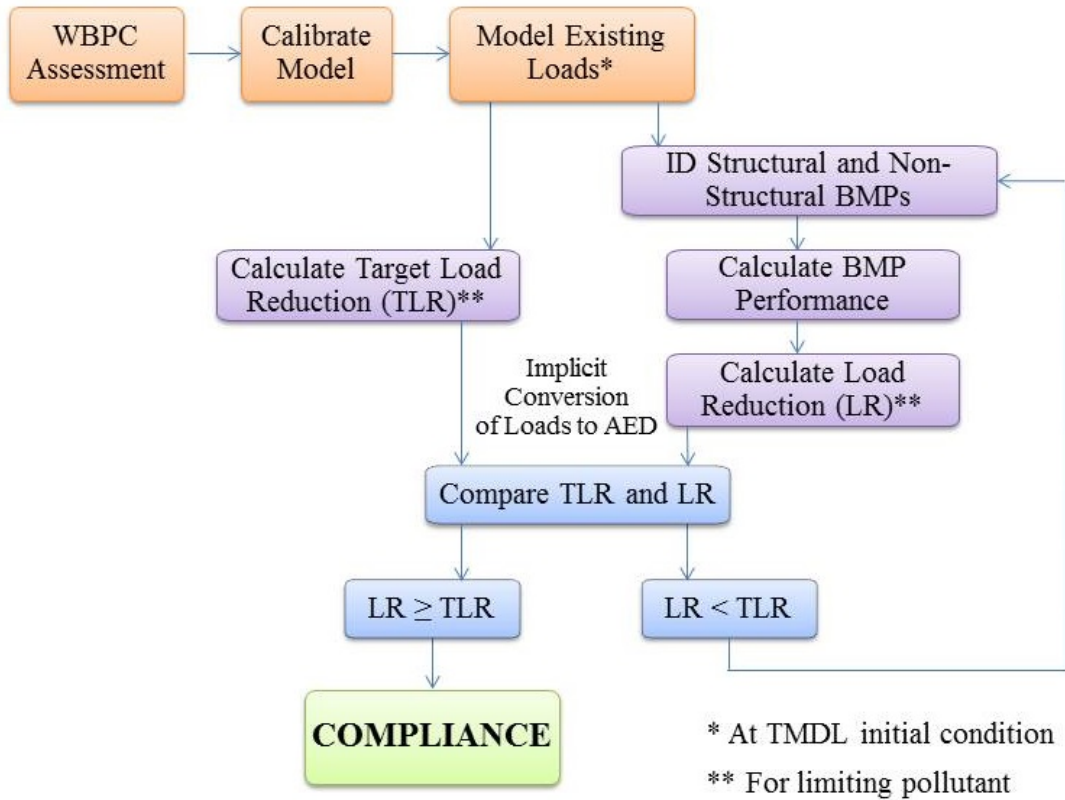 WBPC
Assessment
Calibrate
Model
Model Existing
Loads*
ID Structural and Non-
Structural BMPs
Calculate Target Load
Reduction (TLR)**
Calculate BMP
Performance
Implicit
Conversion
of Loads to AED
Calculate Load
Reduction (LR)**
Compare TLR and LR
LR ≥ TLR
LR < TLR
COMPLIANCE
* At TMDL initial condition
** For limiting pollutant